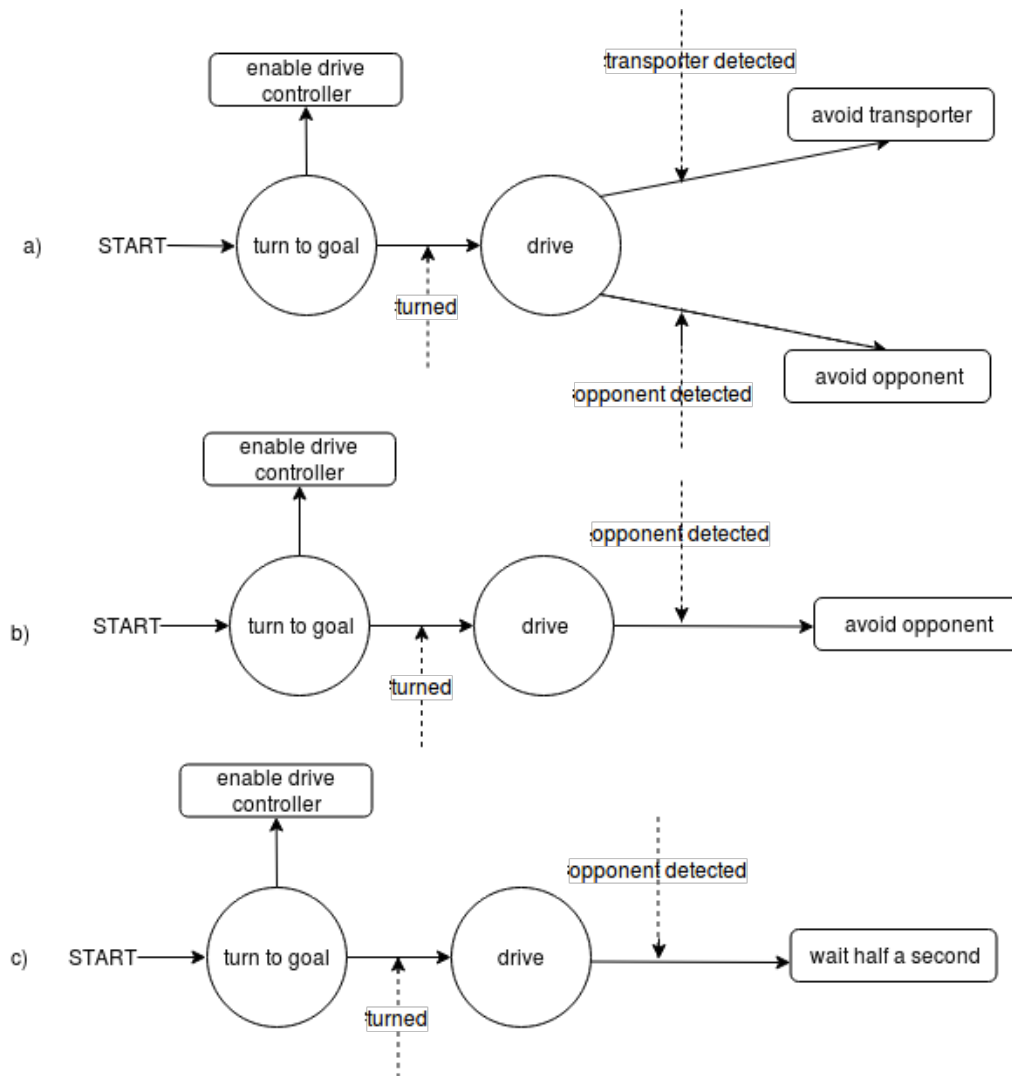 transporter detected
enable drive
controller
avoid transporter
a)
START
turn to goal
drive
turned
avoid opponent
opponent detected
enable drive
controller
opponent detected
b)
START
turn to goal
drive
avoid opponent
turned
enable drive
controller
opponent detected
c)
START
turn to goal
drive
wait half a second
turned